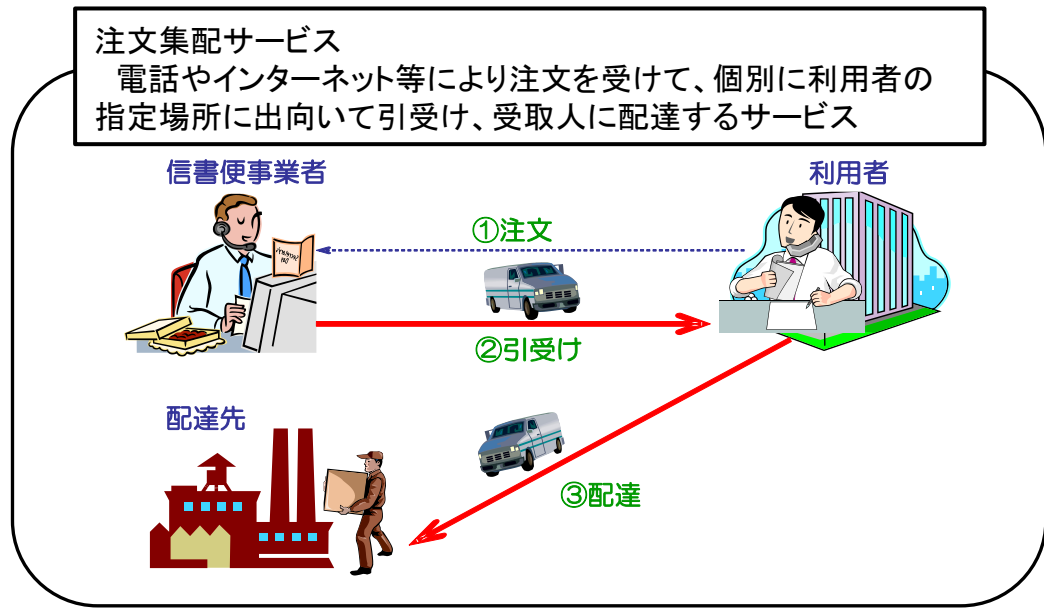 注文集配サービス
電話やインターネット等により注文を受けて、個別に利用者の
指定場所に出向いて引受け、受取人に配達するサービス
信書便事業者
利用者
①注文
②引受け
配達先
③配達